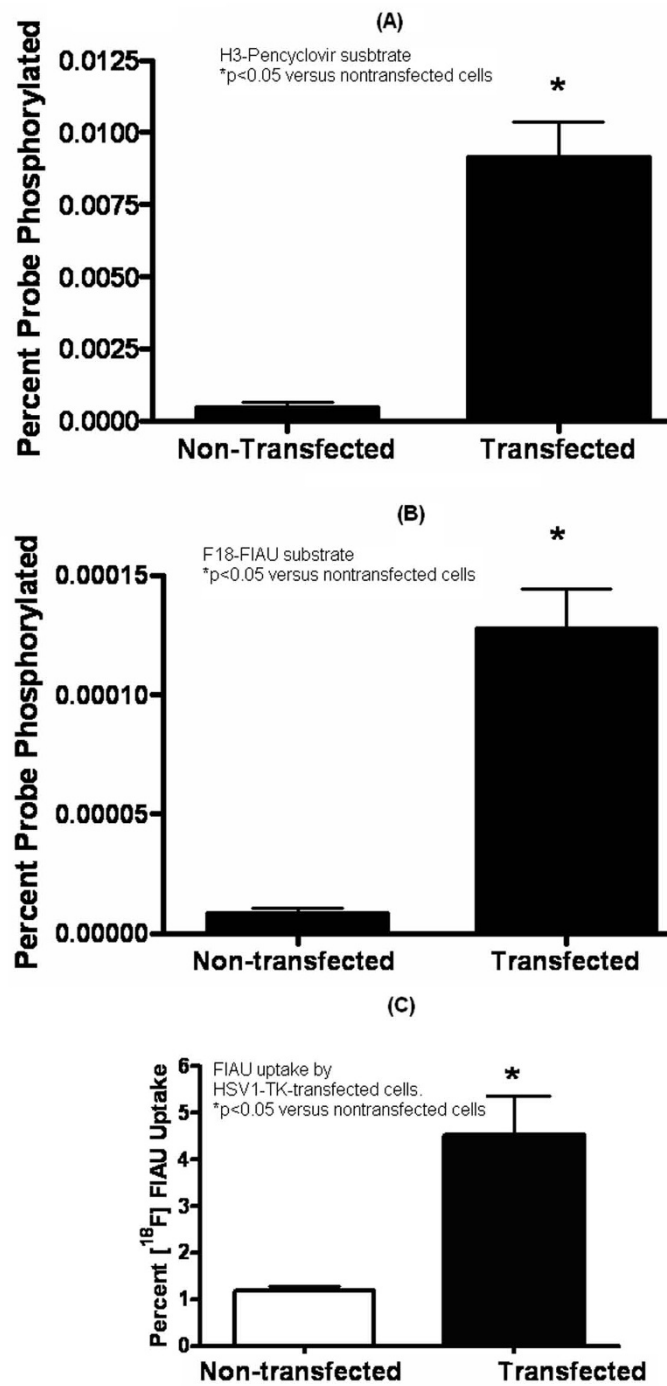 (A)
H3-Pencyclovir susbtrate
*p<0.05 versus nontransfected cells
*
Percent Probe Phosphorylated
0.0125
0.0100
0.0075
0.0050
0.0025
0.0000
Non-Transfected Transfected
(B)
F18-FIAU substrate
*p<0.05 versus nontransfected cells
*
Percent Probe Phosphorylated
0.00015
0.00010
0.00005
0.00000
Non-transfected Transfected
(C)
FIAU uptake by
HSV1-TK-transfected cells.
*p<0.05 versus nontransfected cells
*
Percent [18F] FIAU Uptake
6
5
4
3
2
1
0
Non-transfected Transfected